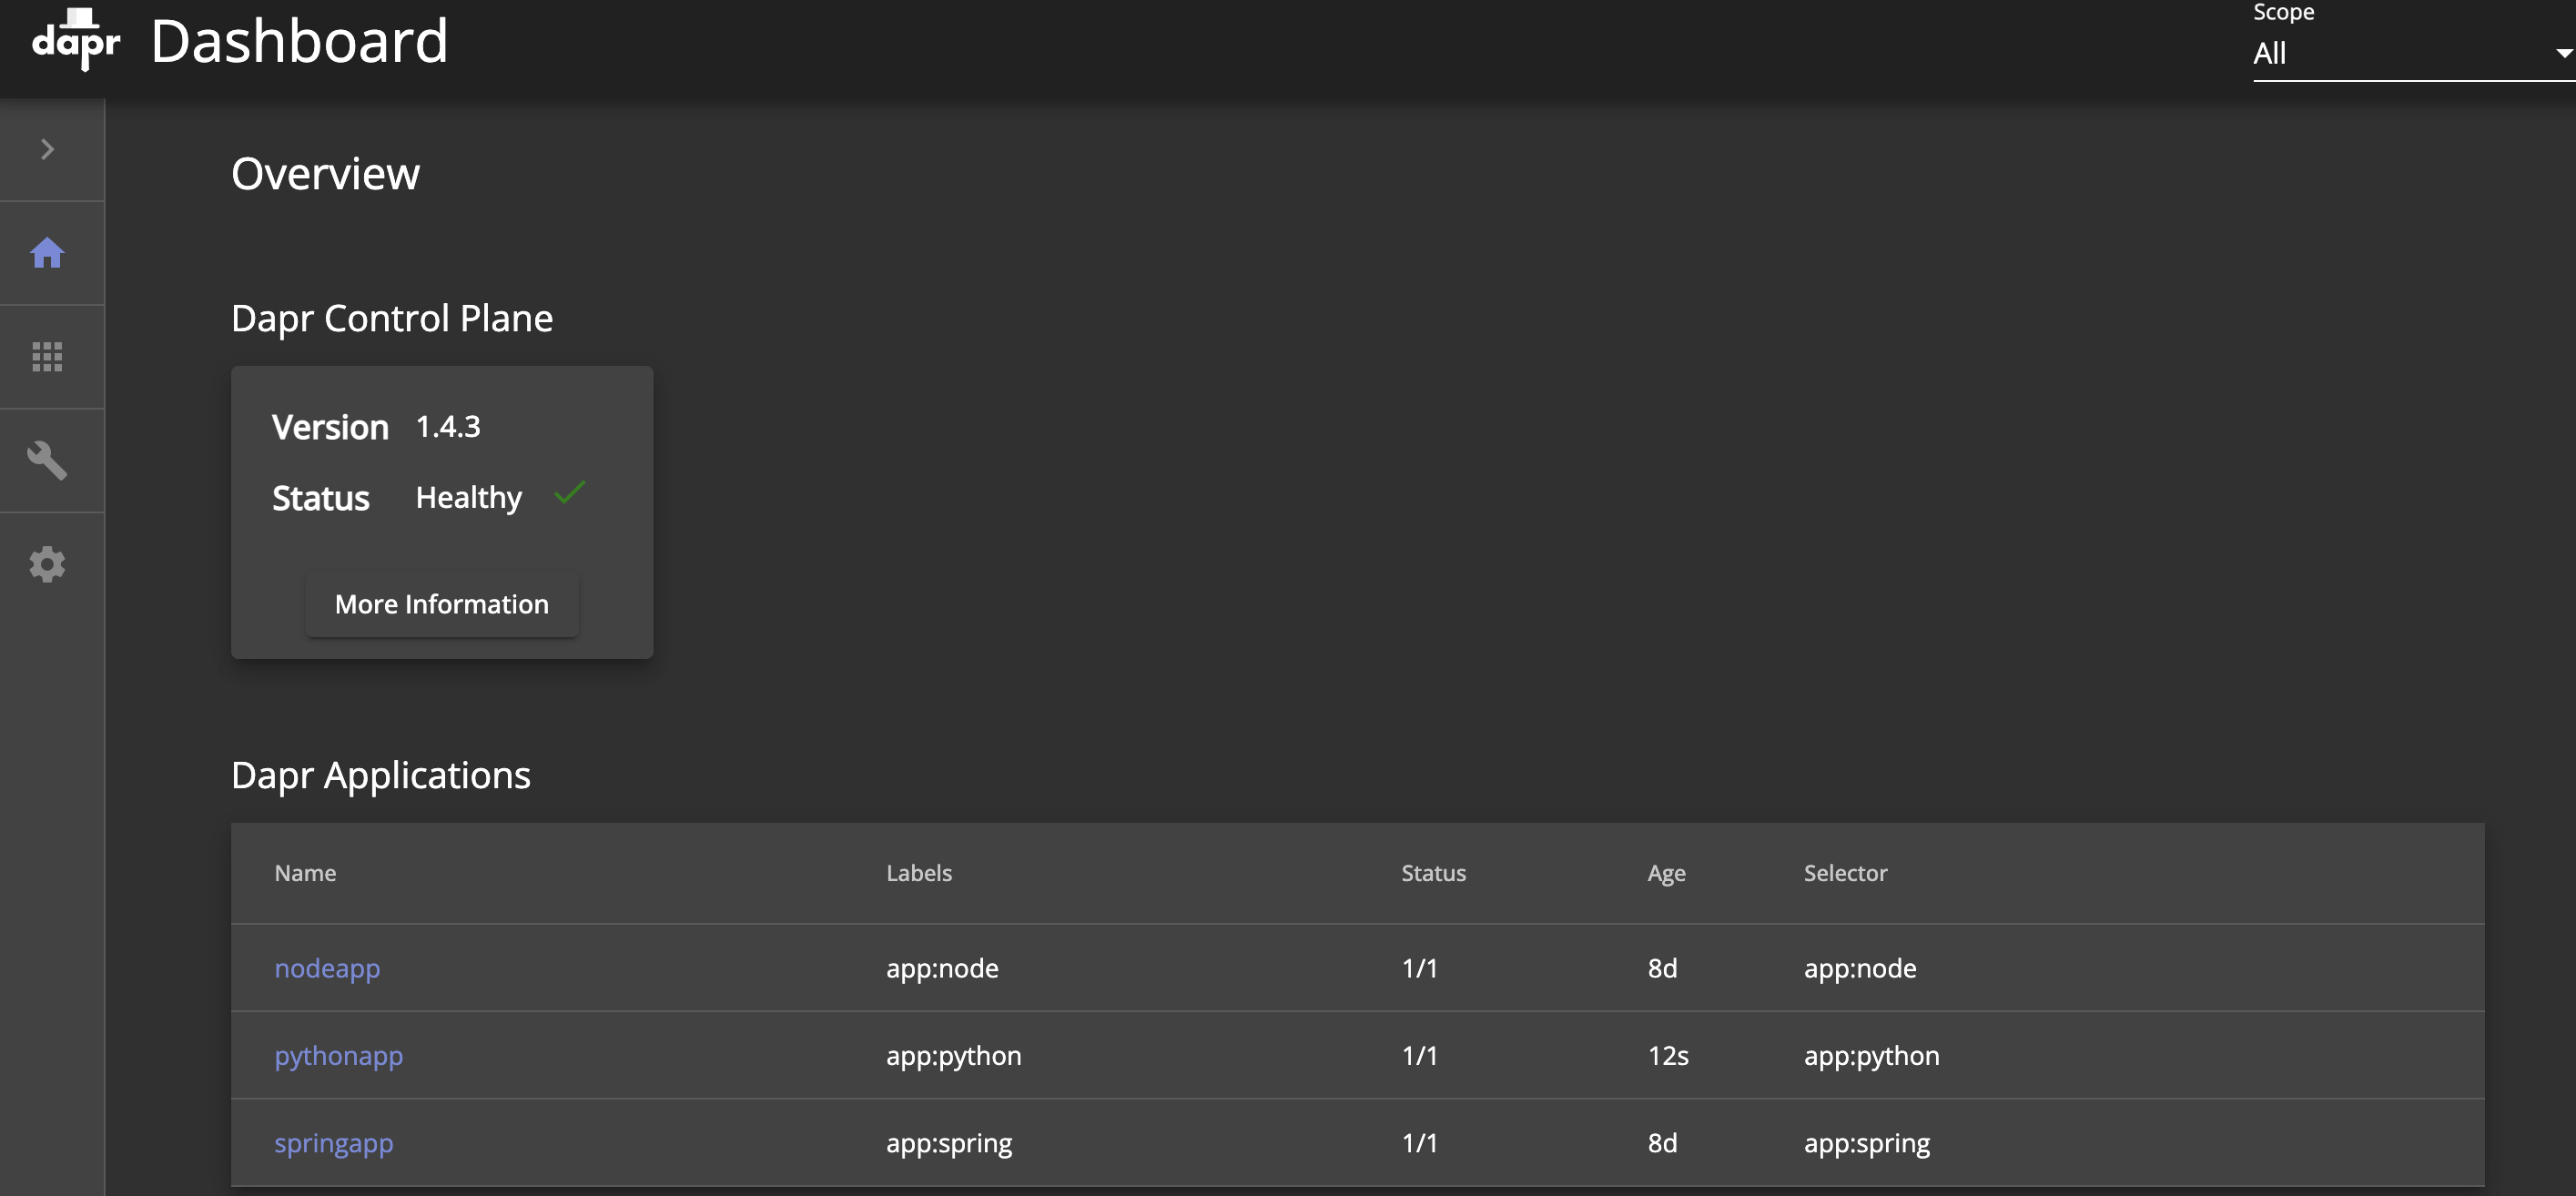 dapr Dashboard
Scope
All
Overview
Dapr Control Plane
Version 1.4.3
Status Healthy
More Information
Dapr Applications
Name Labels Status Age Selector
nodeapp app:node 1/1 8d app:node
pythonapp app:python 1/1 12s app:python
springapp app:spring 1/1 8d app:spring